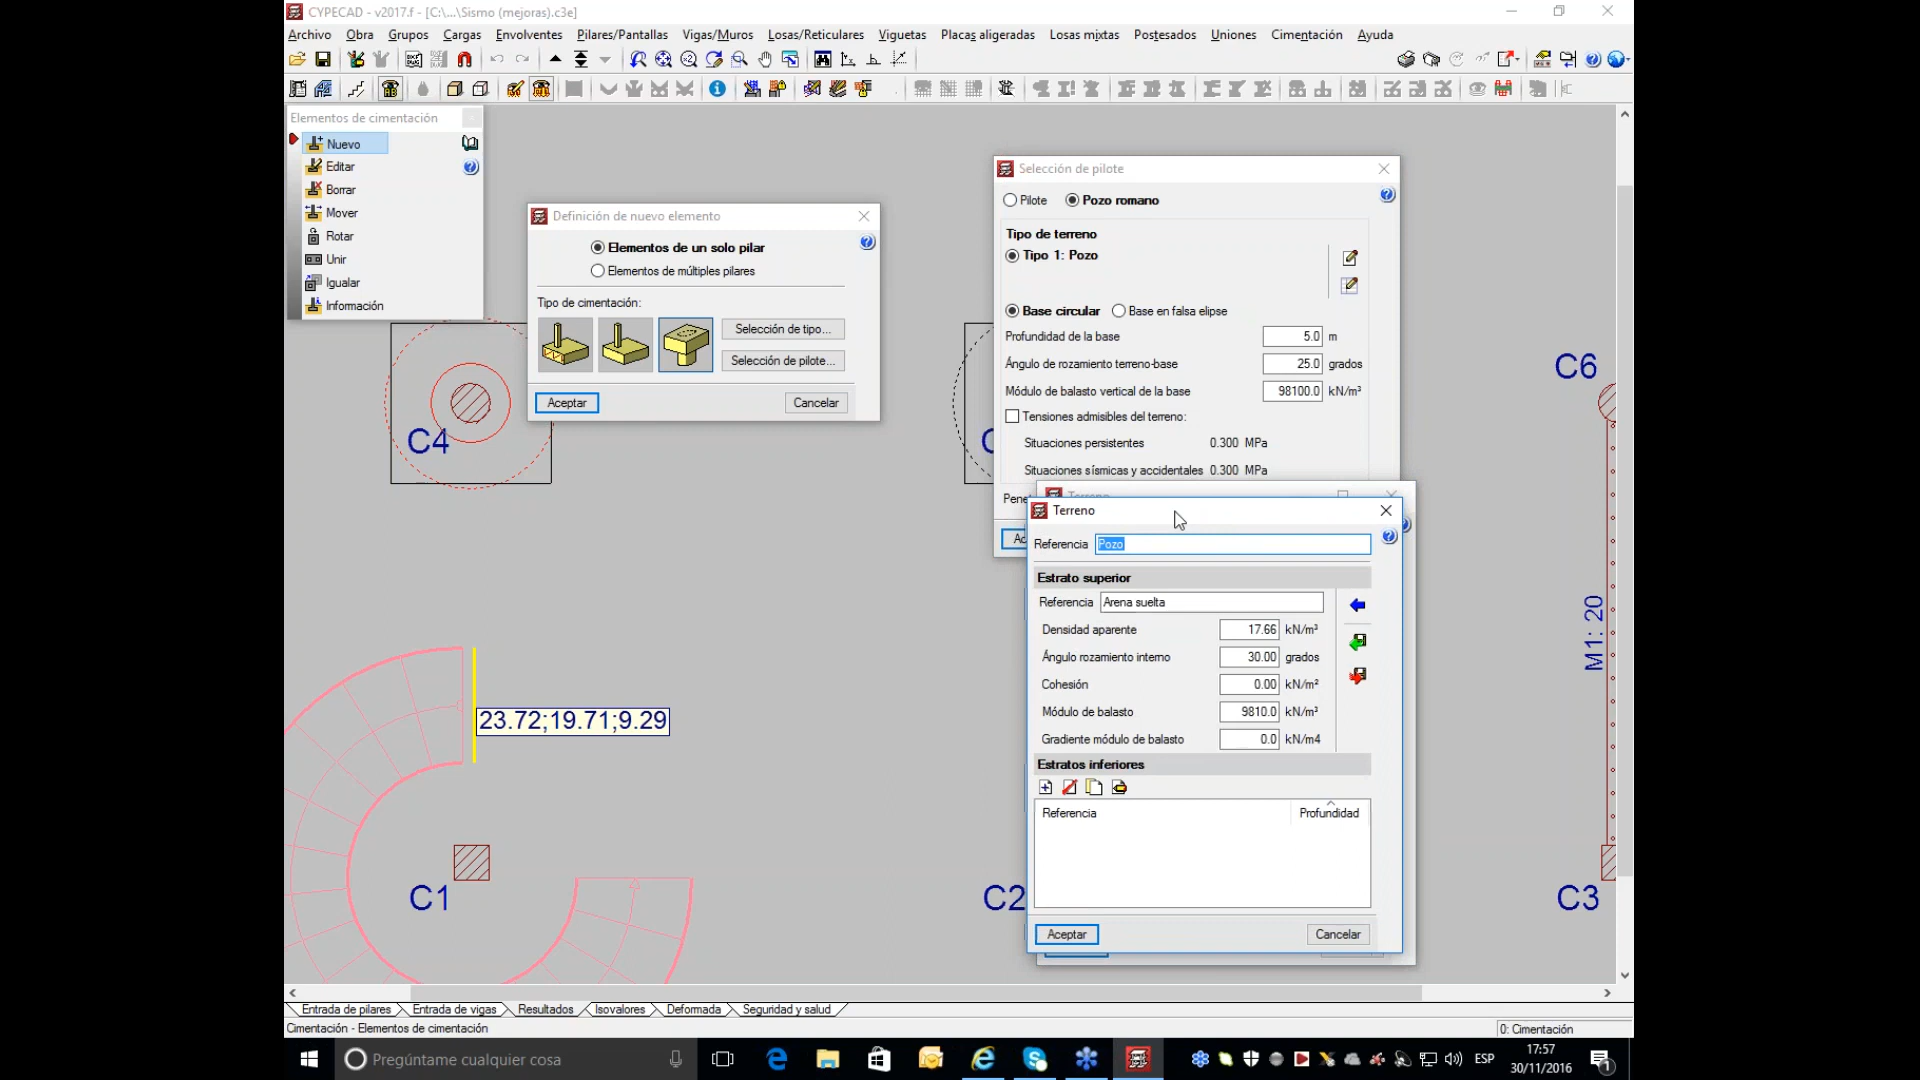 CYPECAD - v2017.f - [C:\...\Sismo (mejoras).c3e]
Archivo Obra Grupos Cargas Envolventes Pilares/Pantallas Vigas/Muros Losas/Reticulares Viguetas Placas aligeradas Losas mixtas Postesados Uniones Cimentación Ayuda
Elementos de cimentación
Nuevo
Editar
Borrar
Mover
Rotar
Unir
Igualar
Información
Definición de nuevo elemento
Elementos de un solo pilar
Elementos de múltiples pilares
Tipo de cimentación:
Selección de tipo...
Selección de pilote...
Aceptar
Cancelar
Selección de pilote
Pilote Pozo romano
Tipo de terreno
Tipo 1: Pozo
Base circular Base en falsa elipse
Profundidad de la base 5.0 m
Ángulo de rozamiento terreno-base 25.0 grados
Módulo de balasto vertical de la base 98100.0 kN/m³
Tensiones admisibles del terreno:
Situaciones persistentes 0.300 MPa
Situaciones sísmicas y accidentales 0.300 MPa
Terreno
Referencia Pozo
Estrato superior
Referencia Arena suelta
Densidad aparente 17.66 kN/m³
Ángulo rozamiento interno 30.00 grados
Cohesión 0.00 kN/m²
Módulo de balasto 9810.0 kN/m³
Gradiente módulo de balasto 0.0 kN/m4
Estratos inferiores
Referencia Profundidad
Aceptar Cancelar
C4
C6
M1: 20
23.72;19.71;9.29
C1
C2
C3
Entrada de pilares Entrada de vigas Resultados Isovalores Deformada Seguridad y salud
Cimentación - Elementos de cimentación
0: Cimentación
Pregúntame cualquier cosa
ESP
17:57
30/11/2016
1